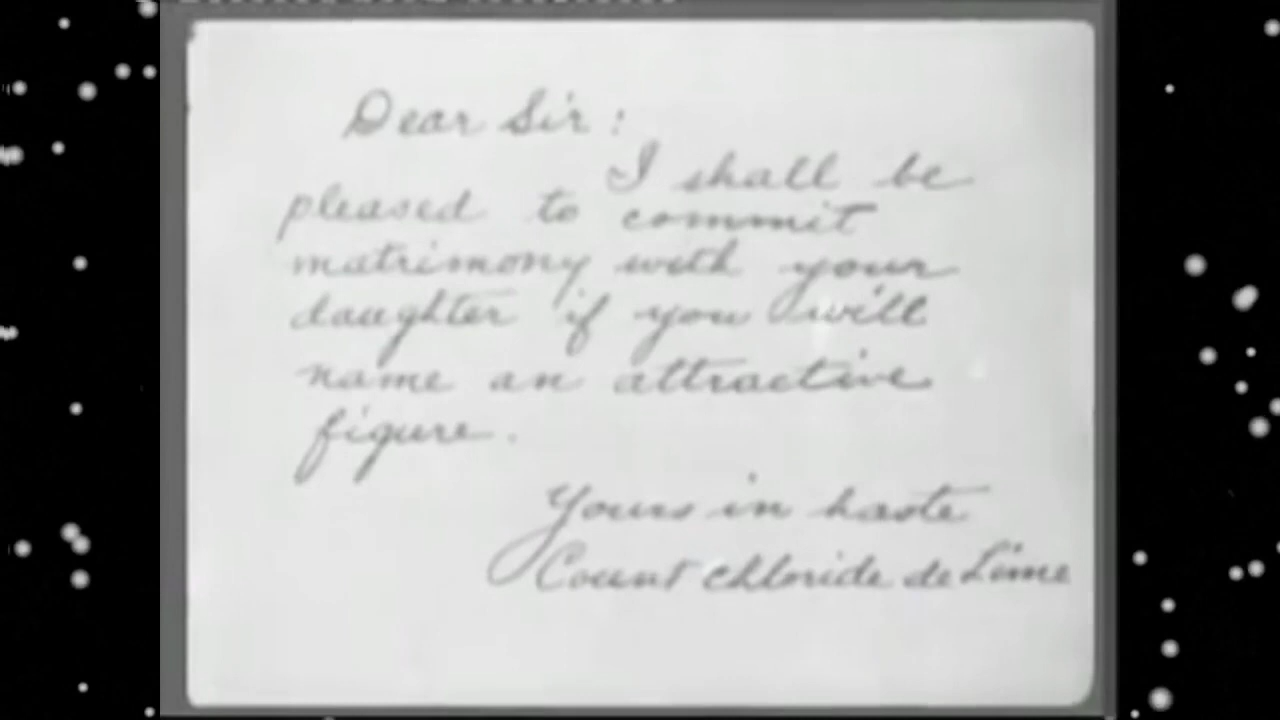 Dear Sir:
I shall be
pleased to commit
matrimony with your
daughter if you will
name an attractive
figure.
Yours in haste
Count Chloride de Lime